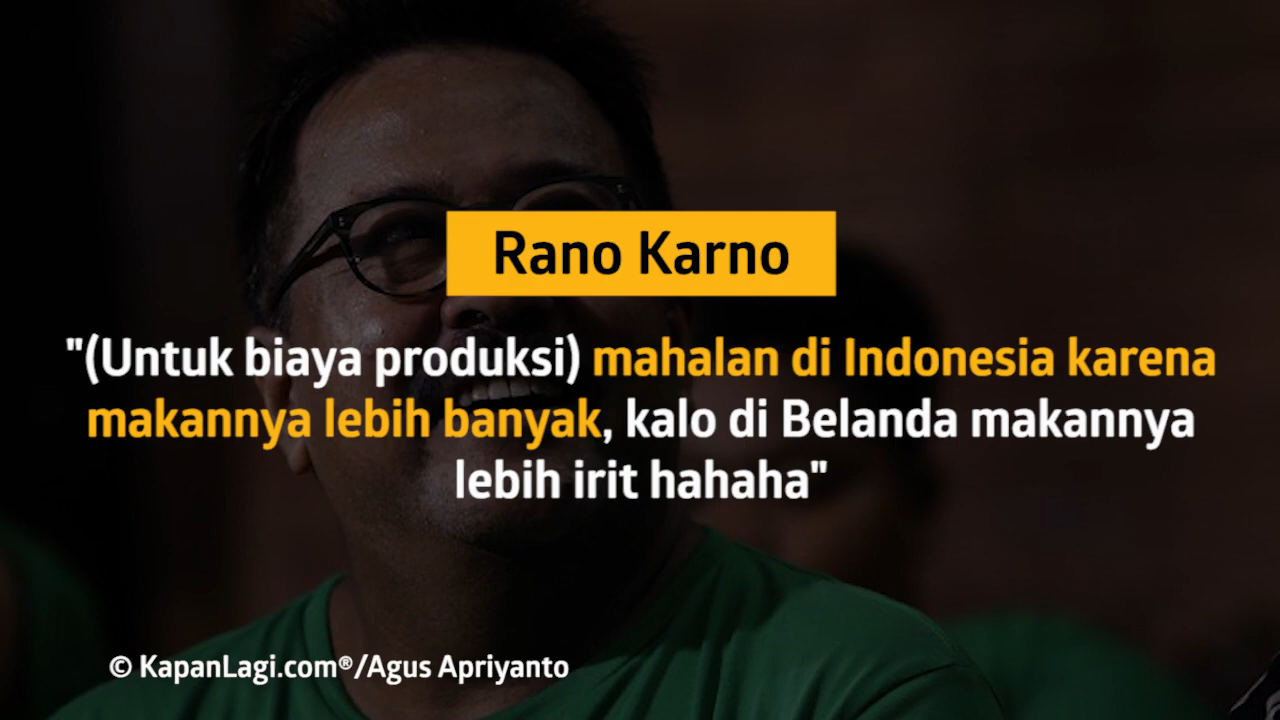 Rano Karno
"(Untuk biaya produksi) mahalan di Indonesia karena
makannya lebih banyak, kalo di Belanda makannya
lebih irit hahaha"
© KapanLagi.com®/Agus Apriyanto